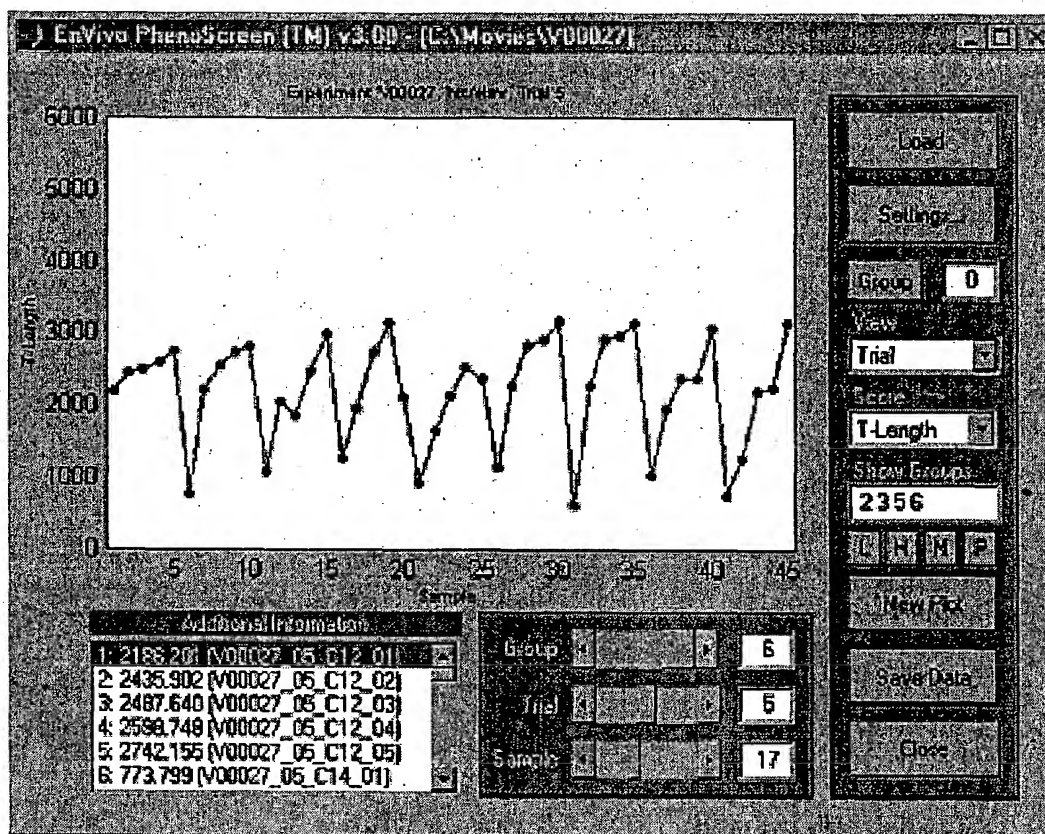 EnVivo PhenoScreen (TM) v3.00 - [C:\Movies\V00027]
Experiment V00027, Trial 5
6000
5000
4000
3000
2000
1000
0
T-Length
5 10 15 20 25 30 35 40 45
Sample
Load
Settings...
Group 0
View
Trial
Score
T-Length
Show Groups
2356
L H N P
New Plot
Save Data
Close
Additional Information
1: 2186.201 (V00027_05_C12_01)
2: 2435.902 (V00027_05_C12_02)
3: 2487.640 (V00027_05_C12_03)
4: 2598.748 (V00027_05_C12_04)
5: 2742.155 (V00027_05_C12_05)
6: 773.799 (V00027_05_C14_01)
Group 6
Trial 5
Sample 17